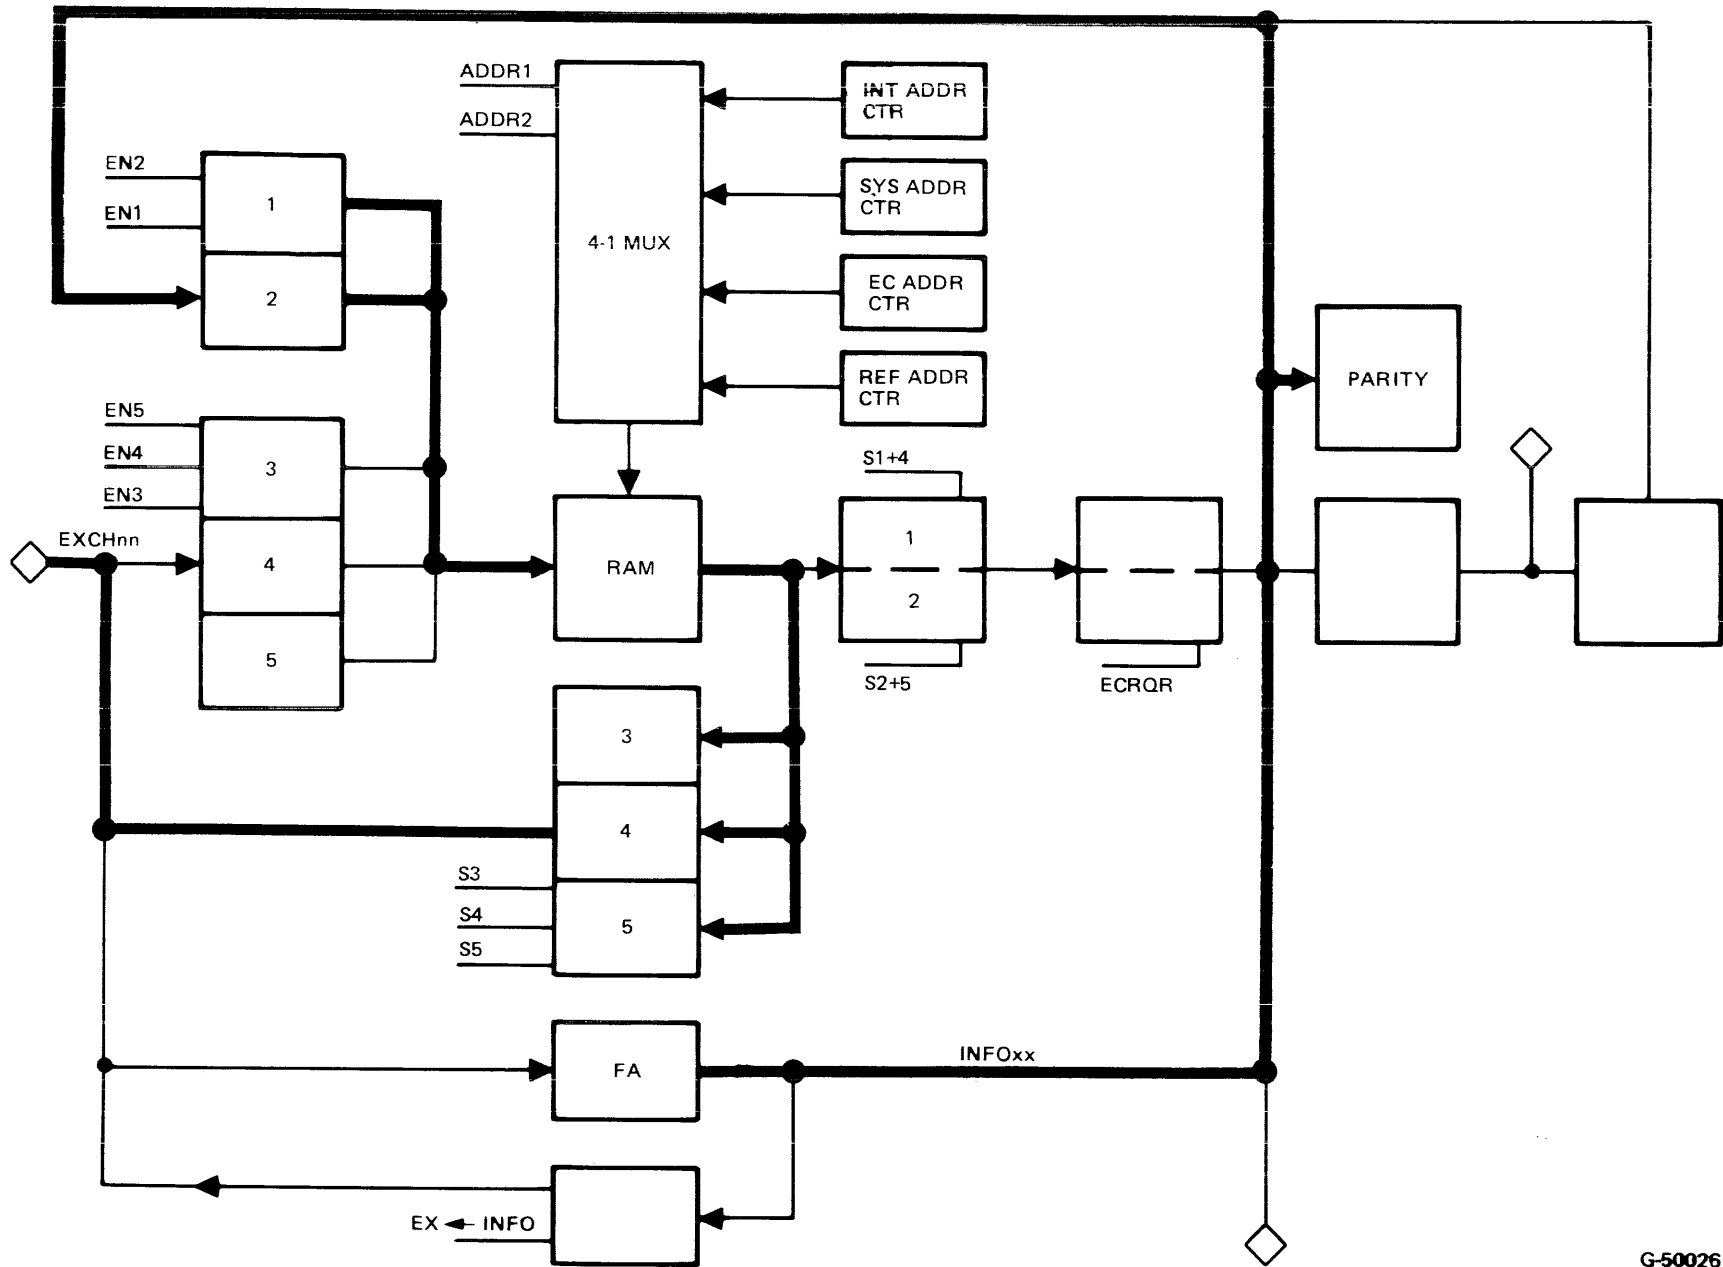 ADDR1
ADDR2
4-1 MUX
INT ADDR
CTR
SYS ADDR
CTR
EC ADDR
CTR
REF ADDR
CTR
EN2
EN1
1
2
EN5
EN4
EN3
3
4
5
EXCHnn
RAM
S1+4
1
2
S2+5
ECRQR
PARITY
3
4
5
S3
S4
S5
FA
INFOxx
EX ← INFO
G-50026